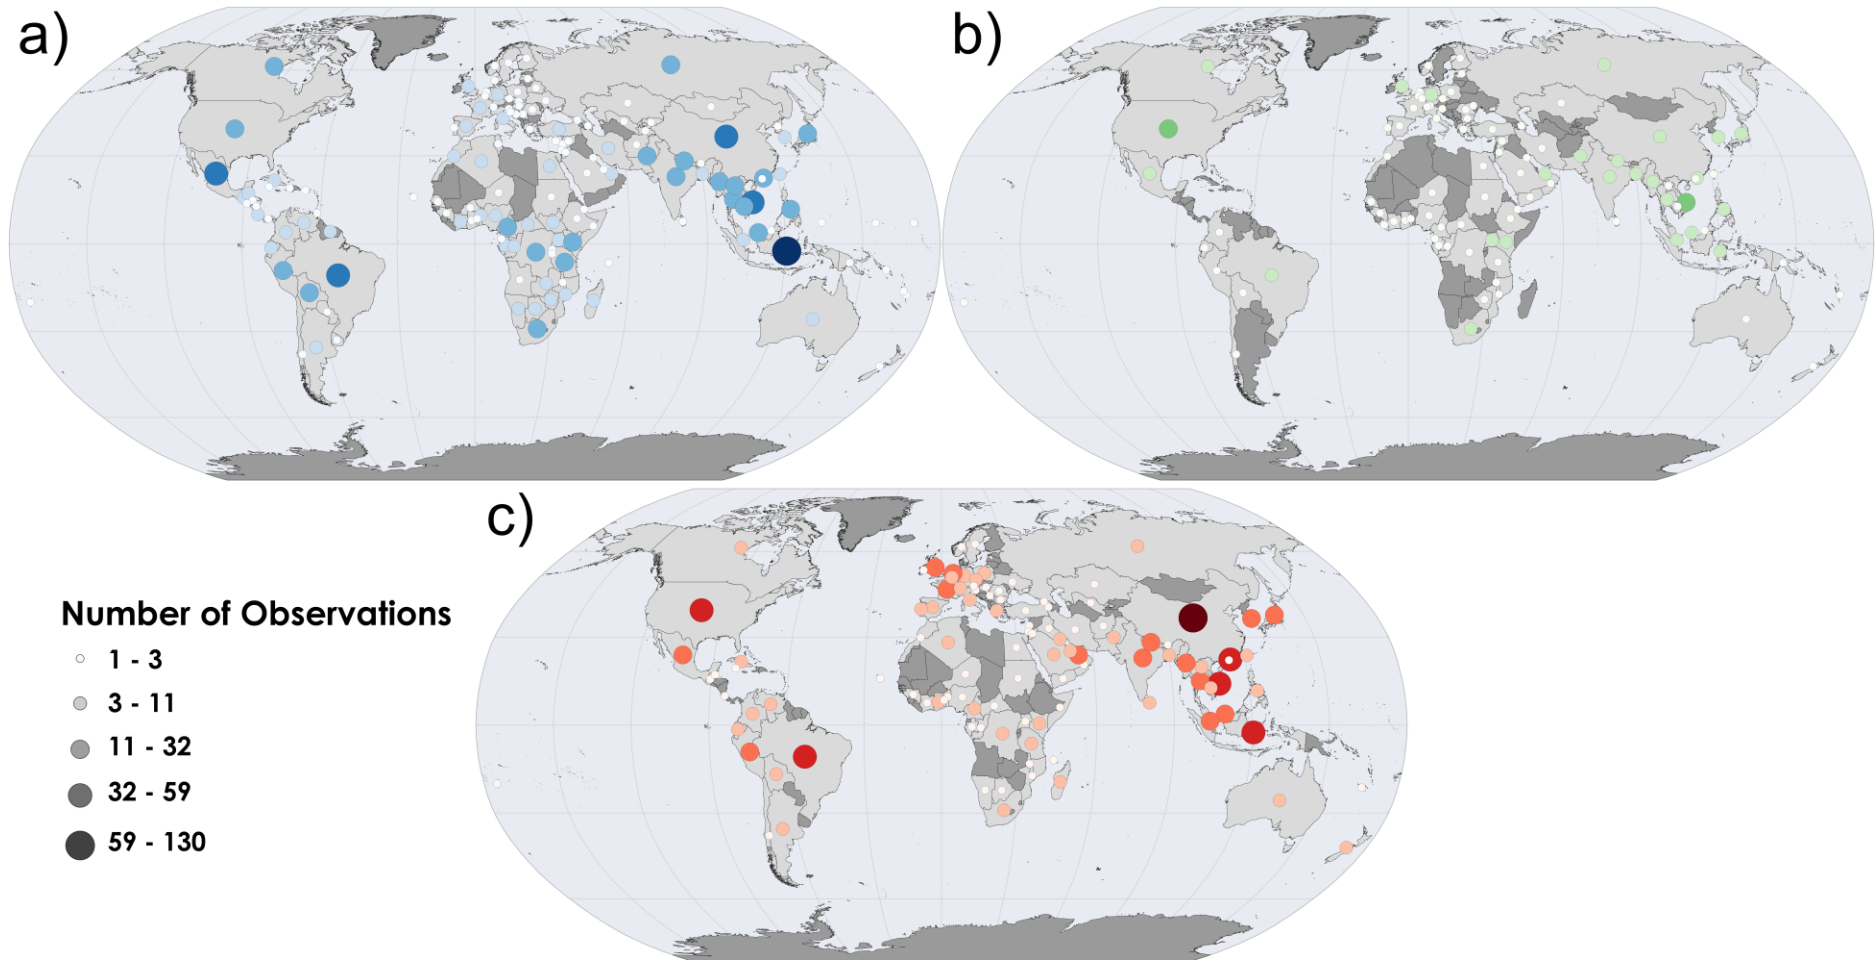 a)
b)
c)
Number of Observations
1 - 3
3 - 11
11 - 32
32 - 59
59 - 130